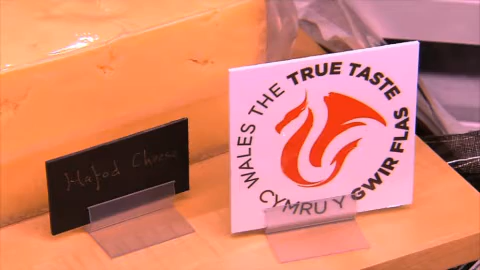 Hafod Cheese
WALES THE TRUE TASTE
CYMRU Y GWIR FLAS